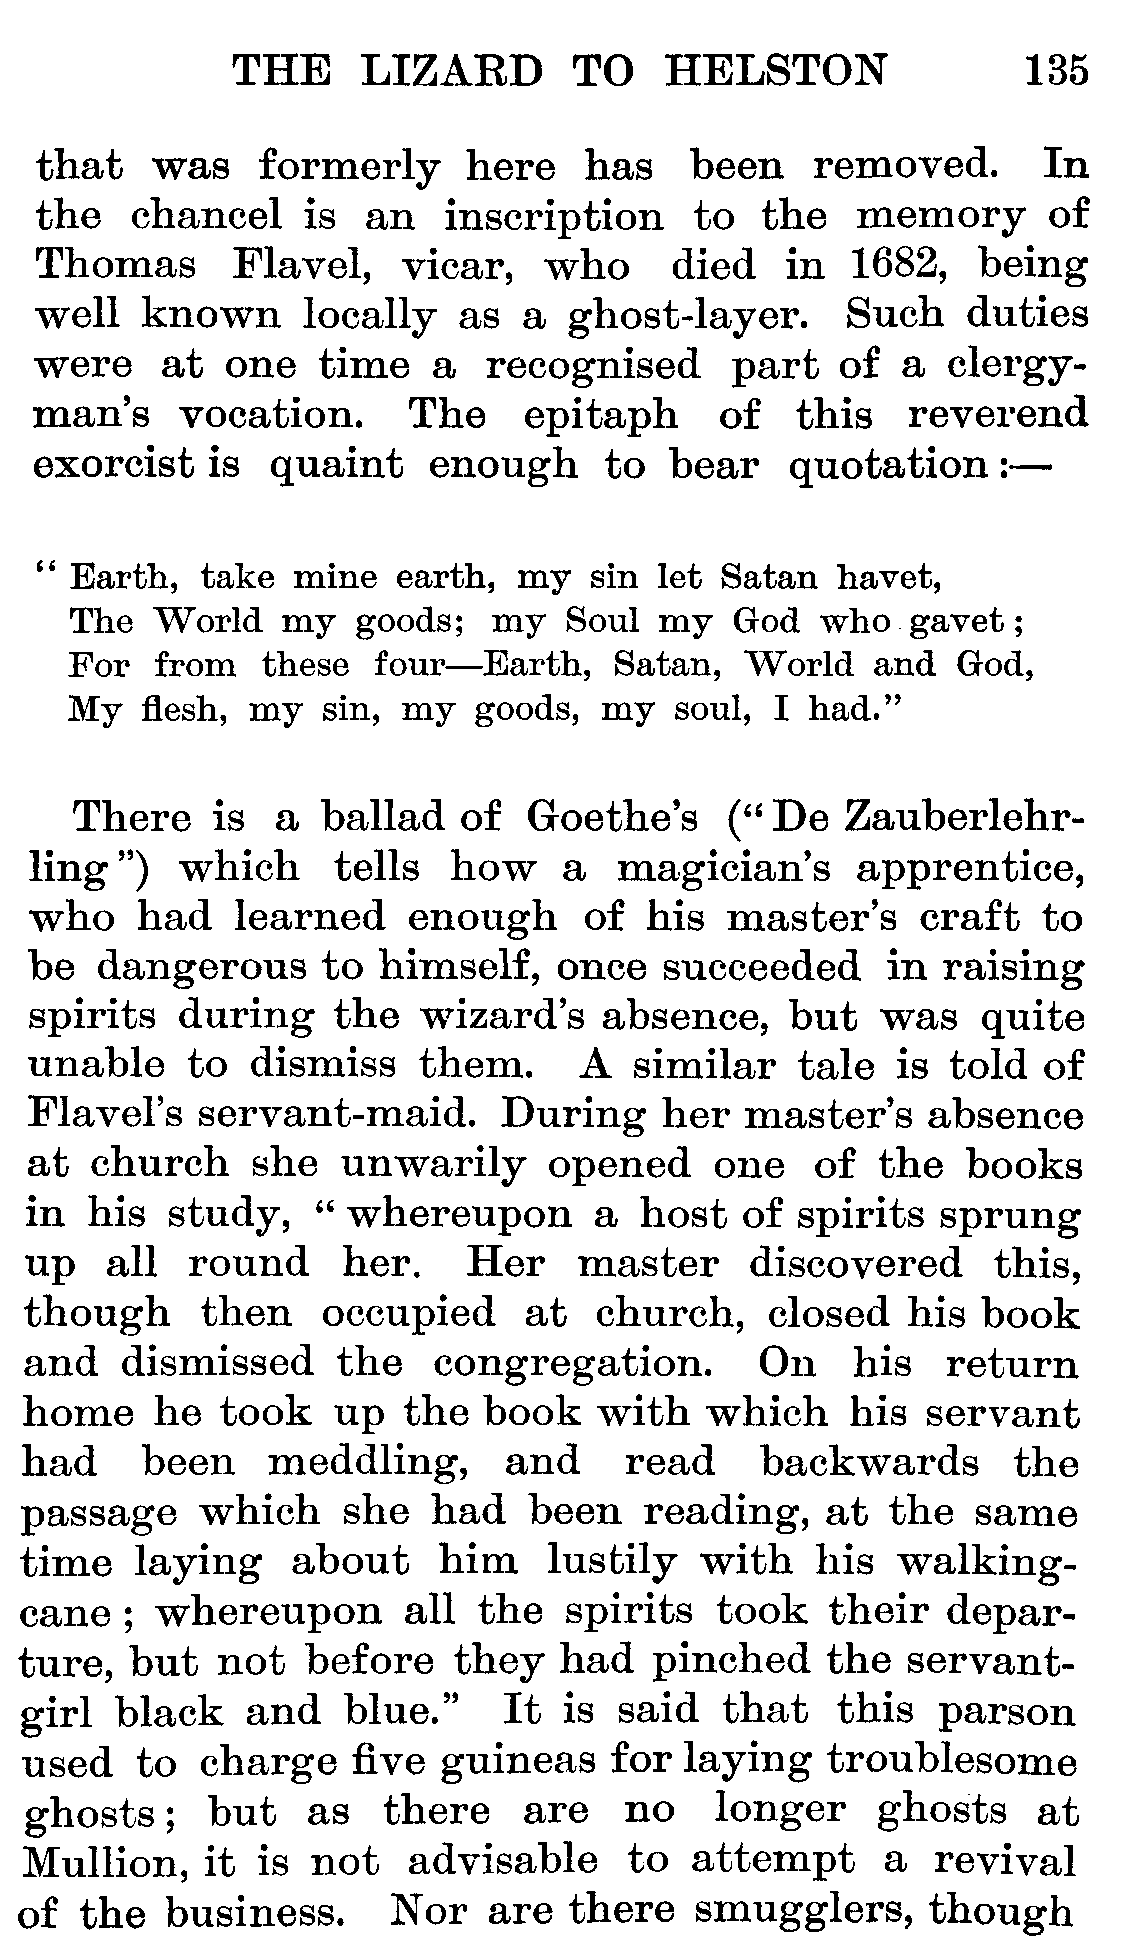 THE LIZARD TO HELSTON 135
that was formerly here has been removed. In
the chancel is an inscription to the memory of
Thomas Flavel, vicar, who died in 1682, being
well known locally as a ghost-layer. Such duties
were at one time a recognised part of a clergy-
man's vocation. The epitaph of this reverend
exorcist is quaint enough to bear quotation:—
“Earth, take mine earth, my sin let Satan havet,
The World my goods; my Soul my God who gavet;
For from these four—Earth, Satan, World and God,
My flesh, my sin, my goods, my soul, I had.”
There is a ballad of Goethe's (“De Zauberlehr-
ling”) which tells how a magician's apprentice,
who had learned enough of his master's craft to
be dangerous to himself, once succeeded in raising
spirits during the wizard's absence, but was quite
unable to dismiss them. A similar tale is told of
Flavel's servant-maid. During her master's absence
at church she unwarily opened one of the books
in his study, “whereupon a host of spirits sprung
up all round her. Her master discovered this,
though then occupied at church, closed his book
and dismissed the congregation. On his return
home he took up the book with which his servant
had been meddling, and read backwards the
passage which she had been reading, at the same
time laying about him lustily with his walking-
cane; whereupon all the spirits took their depar-
ture, but not before they had pinched the servant-
girl black and blue.” It is said that this parson
used to charge five guineas for laying troublesome
ghosts; but as there are no longer ghosts at
Mullion, it is not advisable to attempt a revival
of the business. Nor are there smugglers, though